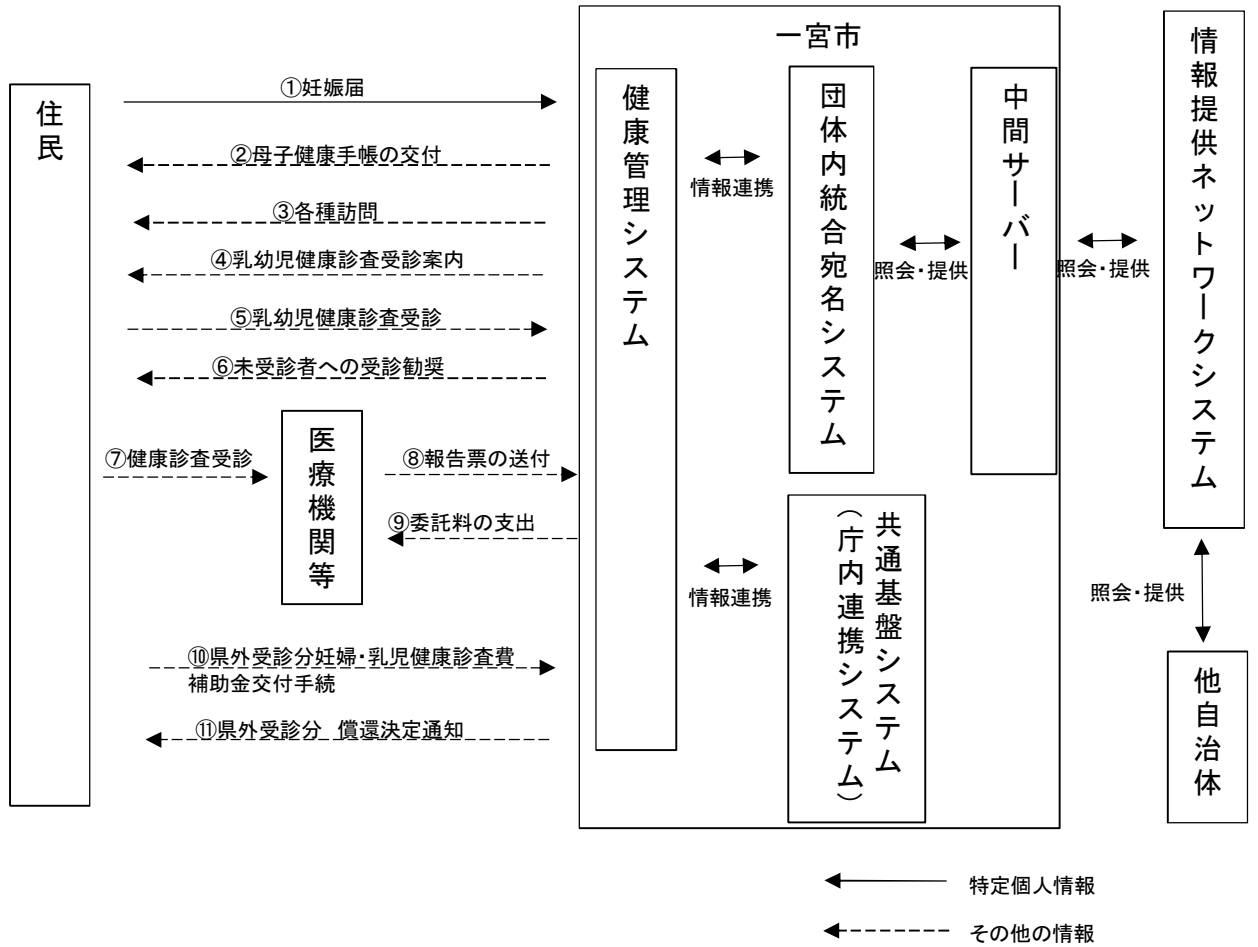 一宮市
住民
①妊娠届
②母子健康手帳の交付
③各種訪問
④乳幼児健康診査受診案内
⑤乳幼児健康診査受診
⑥未受診者への受診勧奨
⑦健康診査受診
医療機関等
⑧報告票の送付
⑨委託料の支出
⑩県外受診分妊婦・乳児健康診査費
補助金交付手続
⑪県外受診分 償還決定通知
健康管理システム
情報連携
情報連携
団体内統合宛名システム
共通基盤システム
(庁内連携システム)
照会・提供
中間サーバー
照会・提供
情報提供ネットワークシステム
照会・提供
他自治体
特定個人情報
その他の情報